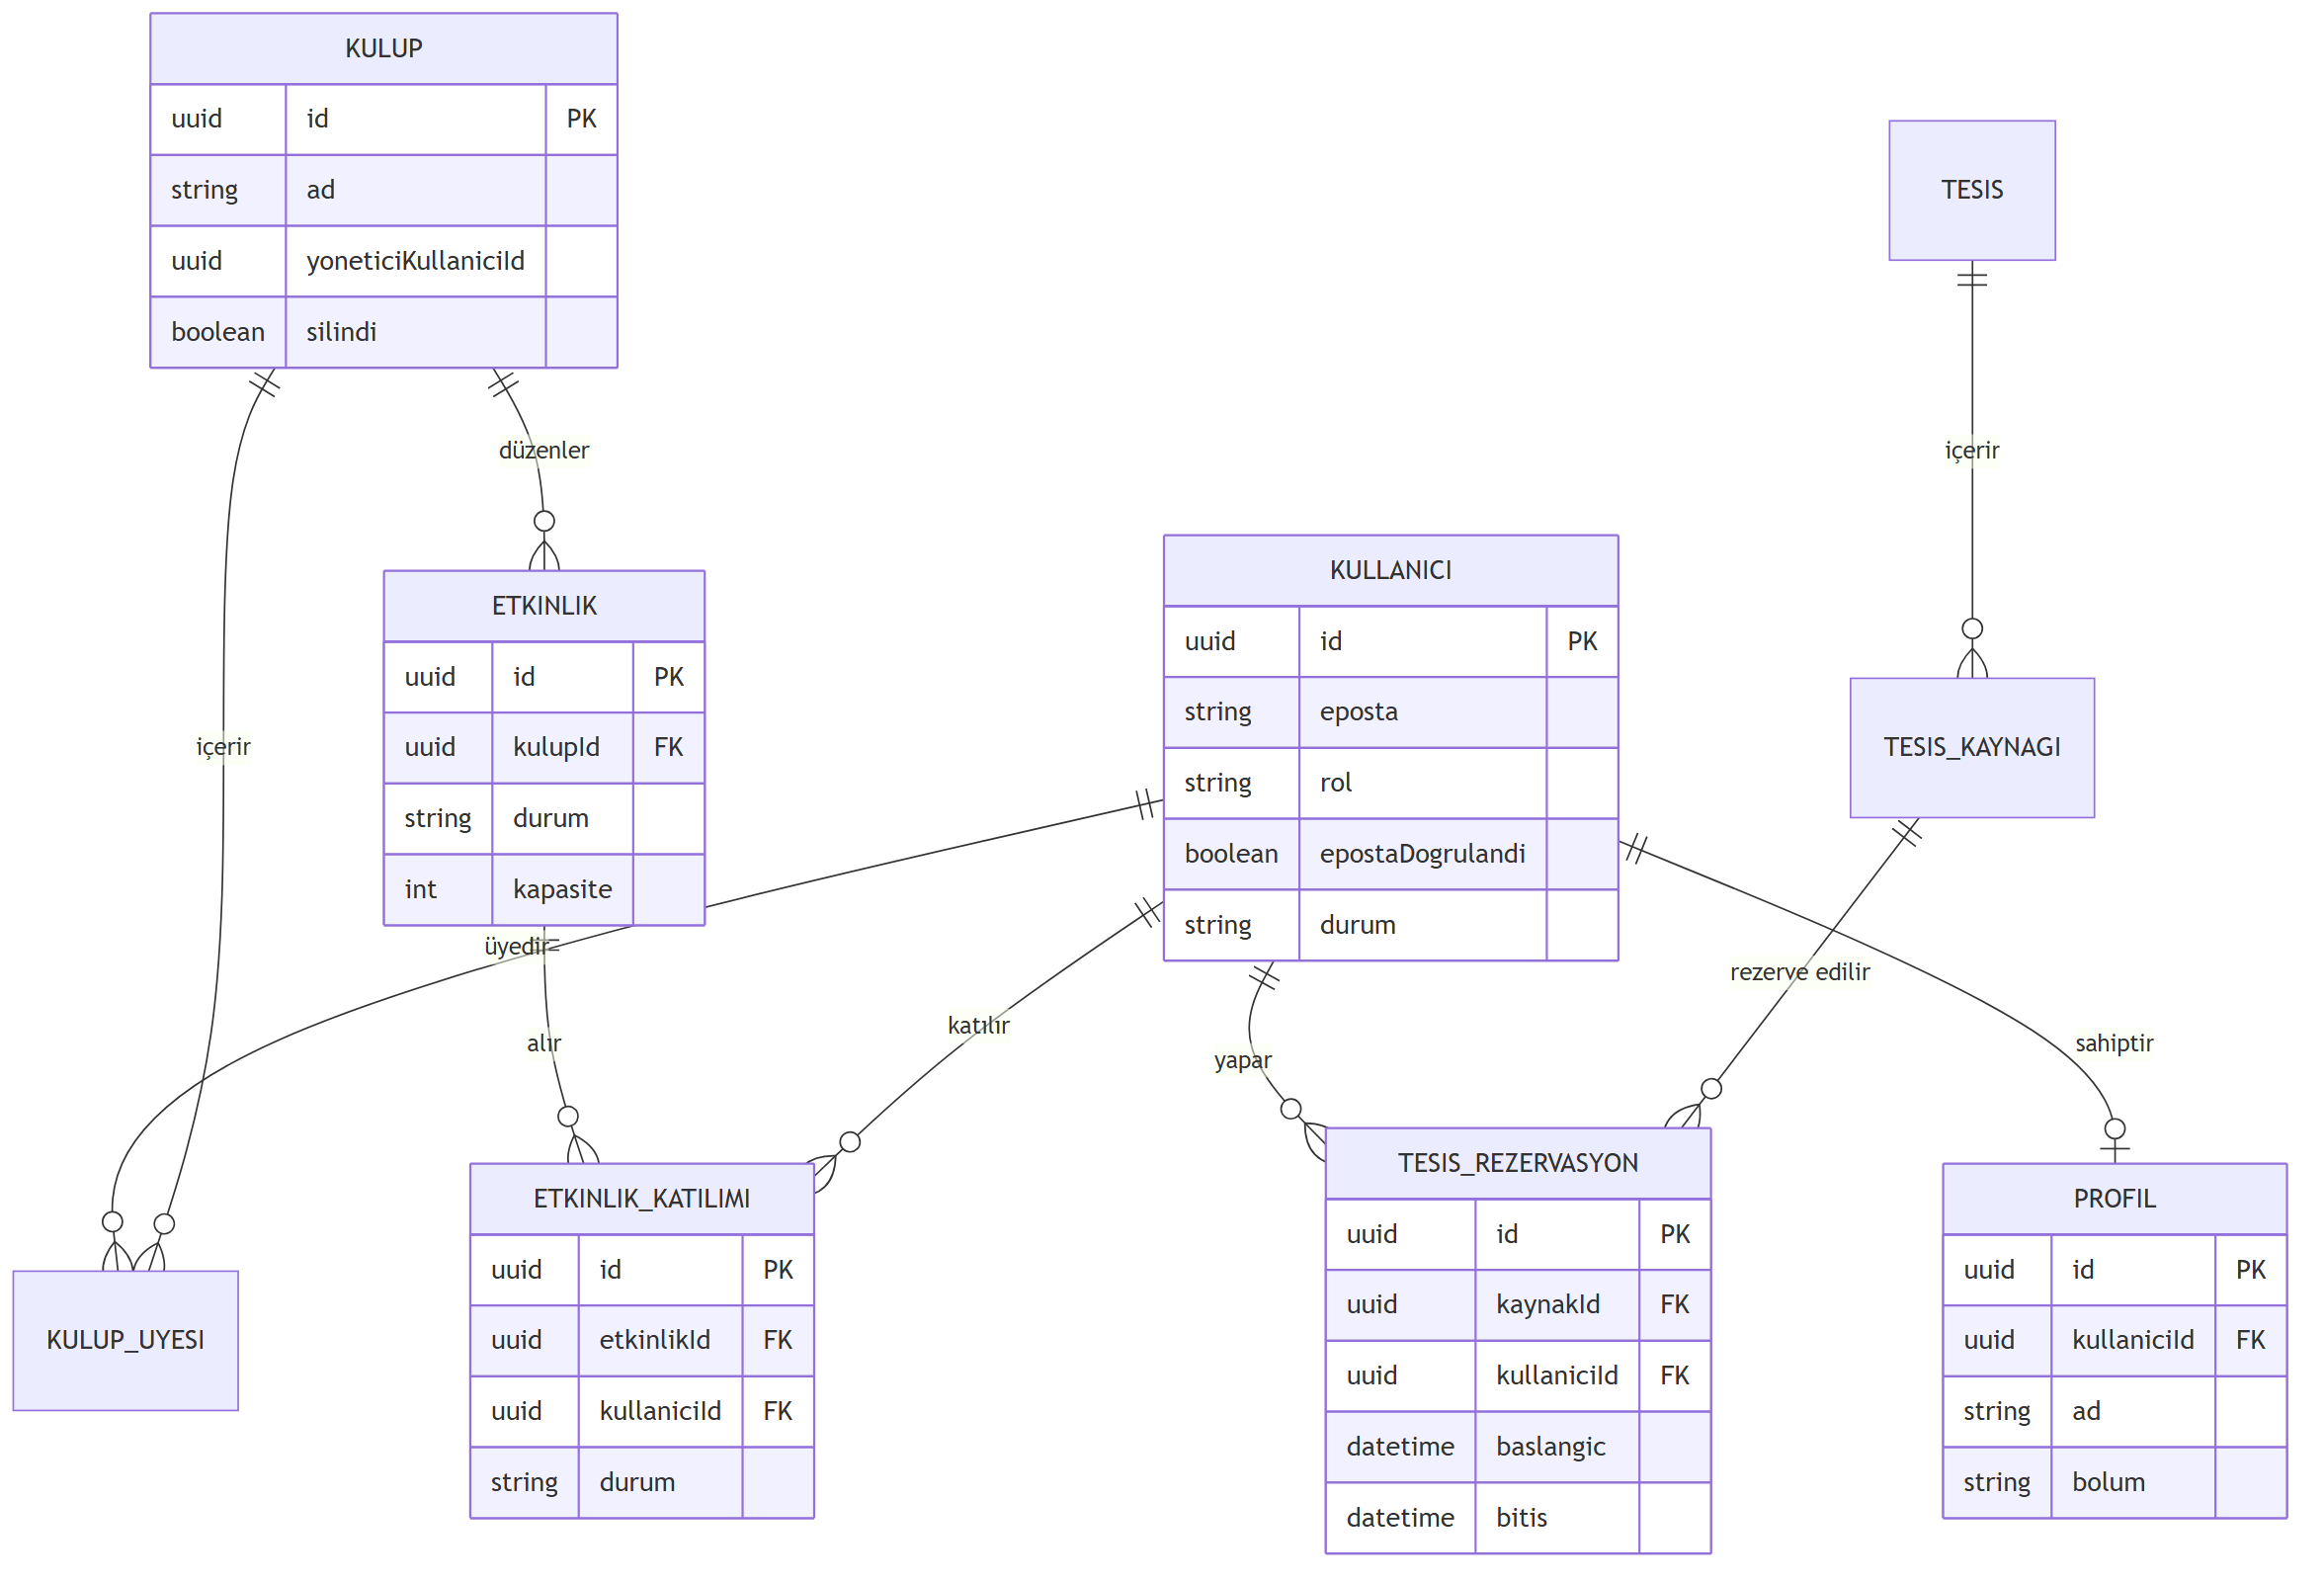 KULUP
uuid id PK
string ad
uuid yoneticiKullaniciId
boolean silindi
TESIS
düzenler
içerir
ETKINLIK
uuid id PK
uuid kulupId FK
string durum
int kapasite
KULLANICI
uuid id PK
string eposta
string rol
boolean epostaDogrulandi
string durum
TESIS_KAYNAGI
içerir
üyedir
alır
katılır
yapar
rezerve edilir
sahiptir
KULUP_UYESI
ETKINLIK_KATILIMI
uuid id PK
uuid etkinlikId FK
uuid kullaniciId FK
string durum
TESIS_REZERVASYON
uuid id PK
uuid kaynakId FK
uuid kullaniciId FK
datetime baslangic
datetime bitis
PROFIL
uuid id PK
uuid kullaniciId FK
string ad
string bolum